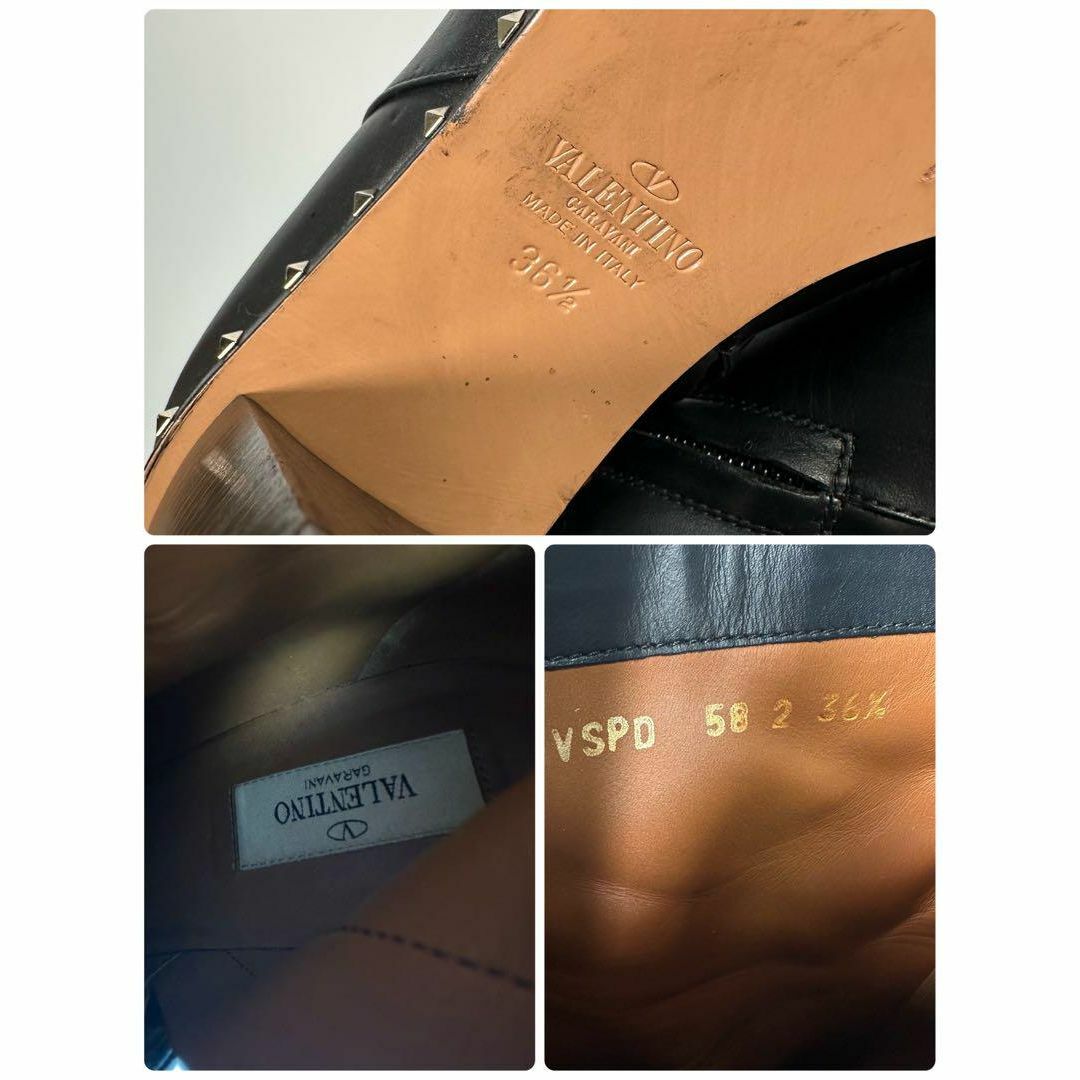 V
VALENTINO
GARAVANI
MADE IN ITALY
36½
V
VALENTINO
GARAVANI
VSPD 58 2 36½